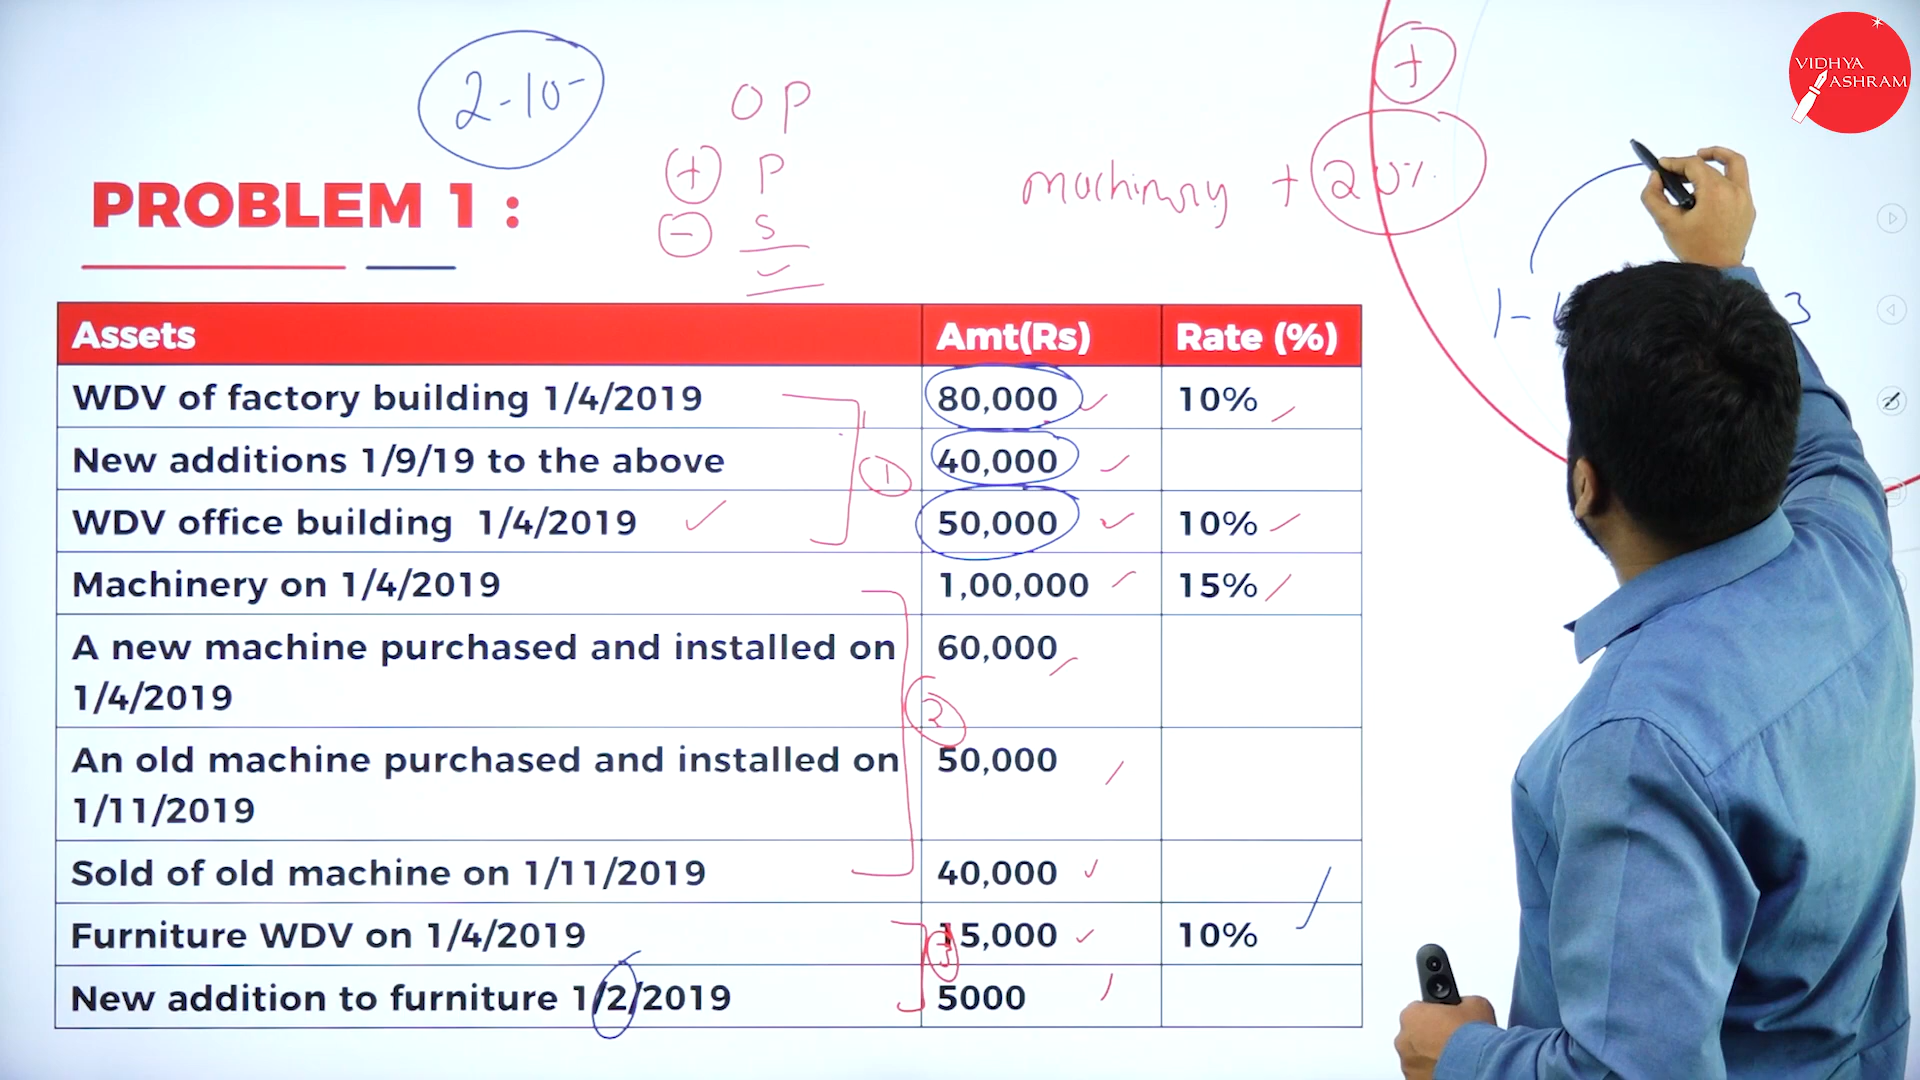 VIDHYA
ASHRAM
+
2-10-
OP
+ P
- S
machinery + 20%
PROBLEM 1 :
3
1-
Assets Amt(Rs) Rate (%)
WDV of factory building 1/4/2019 80,000 10%
New additions 1/9/19 to the above 40,000
1
WDV office building 1/4/2019 50,000 10%
Machinery on 1/4/2019 1,00,000 15%
A new machine purchased and installed on 60,000
1/4/2019
2
An old machine purchased and installed on 50,000
1/11/2019
Sold of old machine on 1/11/2019 40,000
Furniture WDV on 1/4/2019 15,000 10%
3
New addition to furniture 1/2/2019 5000